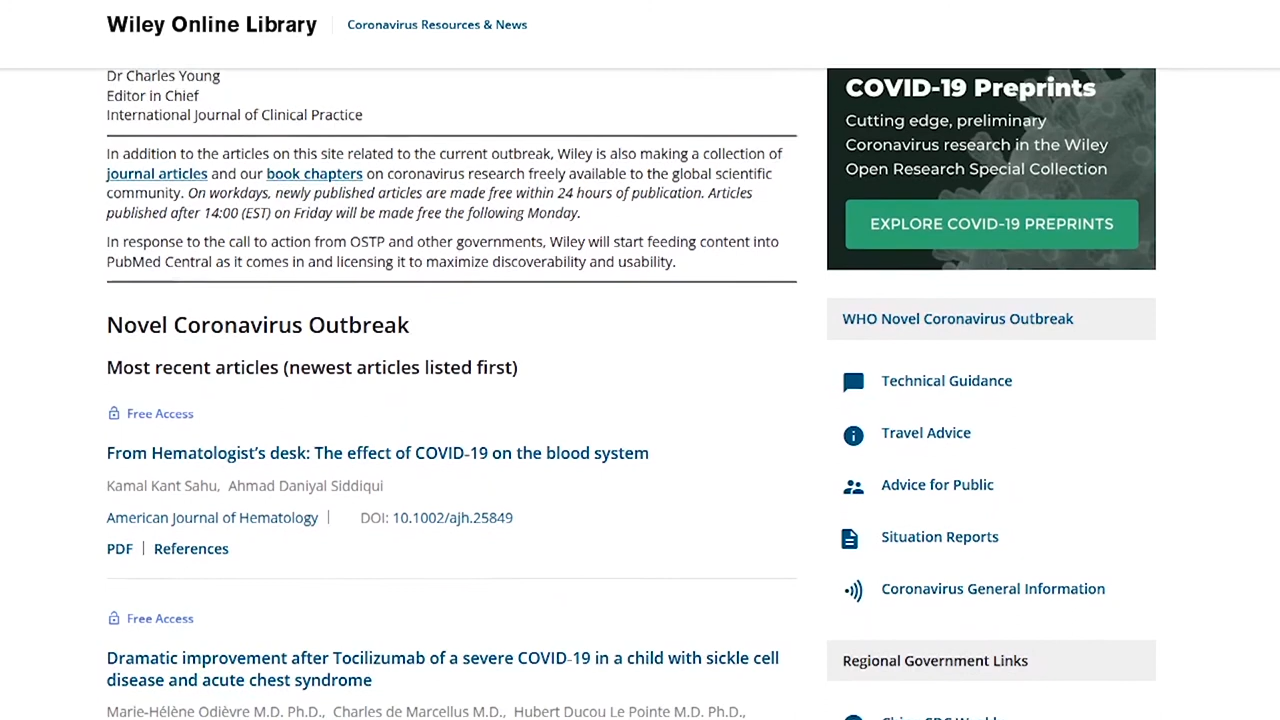 Wiley Online Library
Coronavirus Resources & News
Dr Charles Young
Editor in Chief
International Journal of Clinical Practice
In addition to the articles on this site related to the current outbreak, Wiley is also making a collection of
journal articles and our book chapters on coronavirus research freely available to the global scientific
community. On workdays, newly published articles are made free within 24 hours of publication. Articles
published after 14:00 (EST) on Friday will be made free the following Monday.
In response to the call to action from OSTP and other governments, Wiley will start feeding content into
PubMed Central as it comes in and licensing it to maximize discoverability and usability.
Novel Coronavirus Outbreak
Most recent articles (newest articles listed first)
Free Access
From Hematologist’s desk: The effect of COVID‐19 on the blood system
Kamal Kant Sahu, Ahmad Daniyal Siddiqui
American Journal of Hematology | DOI: 10.1002/ajh.25849
PDF | References
Free Access
Dramatic improvement after Tocilizumab of a severe COVID‐19 in a child with sickle cell
disease and acute chest syndrome
Marie-Hélène Odièvre M.D. Ph.D., Charles de Marcellus M.D., Hubert Ducou Le Pointe M.D. Ph.D.,
COVID-19 Preprints
Cutting edge, preliminary
Coronavirus research in the Wiley
Open Research Special Collection
EXPLORE COVID-19 PREPRINTS
WHO Novel Coronavirus Outbreak
Technical Guidance
Travel Advice
Advice for Public
Situation Reports
Coronavirus General Information
Regional Government Links